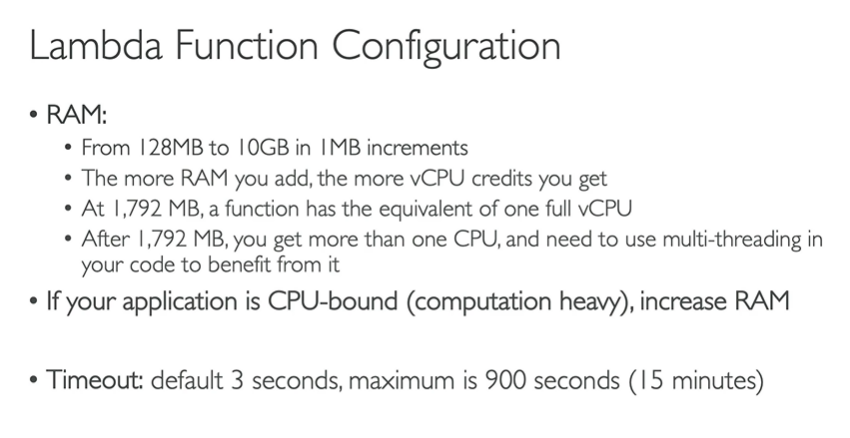 Lambda Function Configuration
• RAM:
• From 128MB to 10GB in 1MB increments
• The more RAM you add, the more vCPU credits you get
• At 1,792 MB, a function has the equivalent of one full vCPU
• After 1,792 MB, you get more than one CPU, and need to use multi-threading in
your code to benefit from it
• If your application is CPU-bound (computation heavy), increase RAM
• Timeout: default 3 seconds, maximum is 900 seconds (15 minutes)